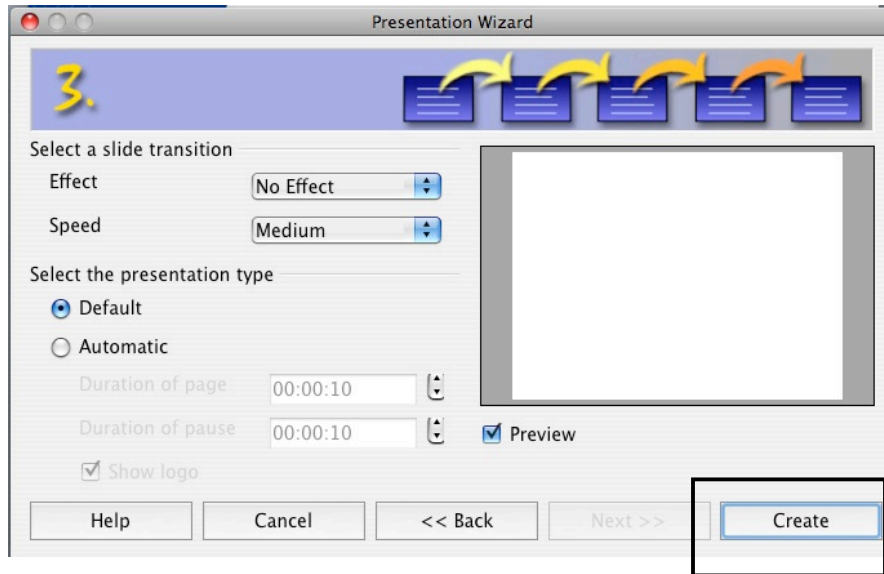 Presentation Wizard
3.
Select a slide transition
Effect No Effect
Speed Medium
Select the presentation type
Default
Automatic
Duration of page 00:00:10
Duration of pause 00:00:10
Preview
Show logo
Help Cancel << Back Next >> Create